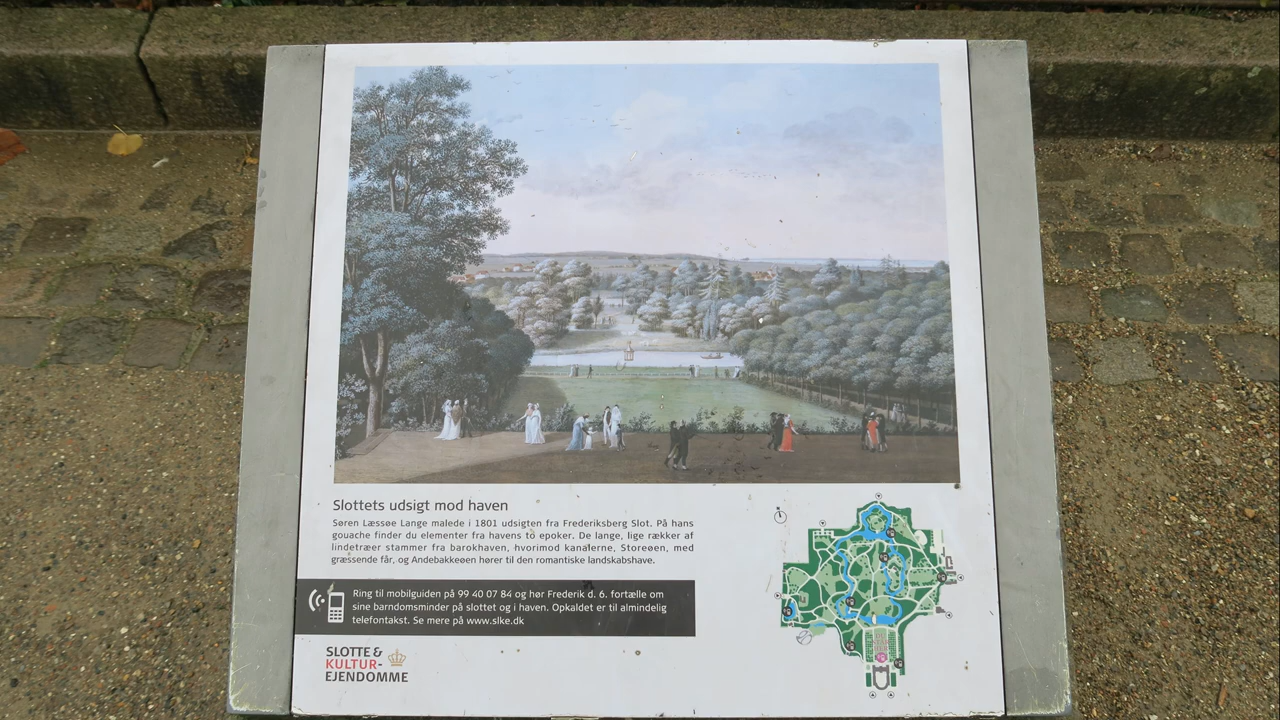 Slottets udsigt mod haven
Søren Læssøe Lange malede i 1801 udsigten fra Frederiksberg Slot. På hans
gouache finder du elementer fra havens to epoker. De lange, lige rækker af
lindetræer stammer fra barokhaven, hvorimod kanalerne, Storeøen, med
græssende får, og Andebakkeøen hører til den romantiske landskabshave.
Ring til mobilguiden på 99 40 07 84 og hør Frederik d. 6. fortælle om
sine barndomsminder på slottet og i haven. Opkaldet er til almindelig
telefontakst. Se mere på www.slke.dk
SLOTTE &
KULTUR-
EJENDOMME